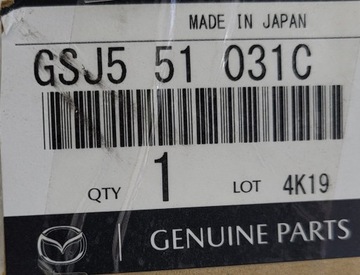 MADE IN JAPAN
GSJ5 51 031C
QTY 1 LOT 4K19
GENUINE PARTS